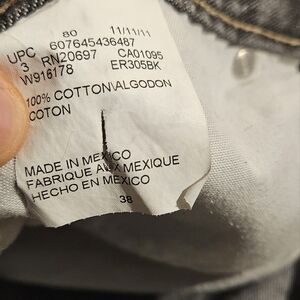 80 11/11/11
UPC 607645436487
3 RN20697 CA01095
W916178 ER305BK
100% COTTON\ALGODON
COTON
MADE IN MEXICO
FABRIQUE AUX MEXIQUE
HECHO EN MEXICO
38